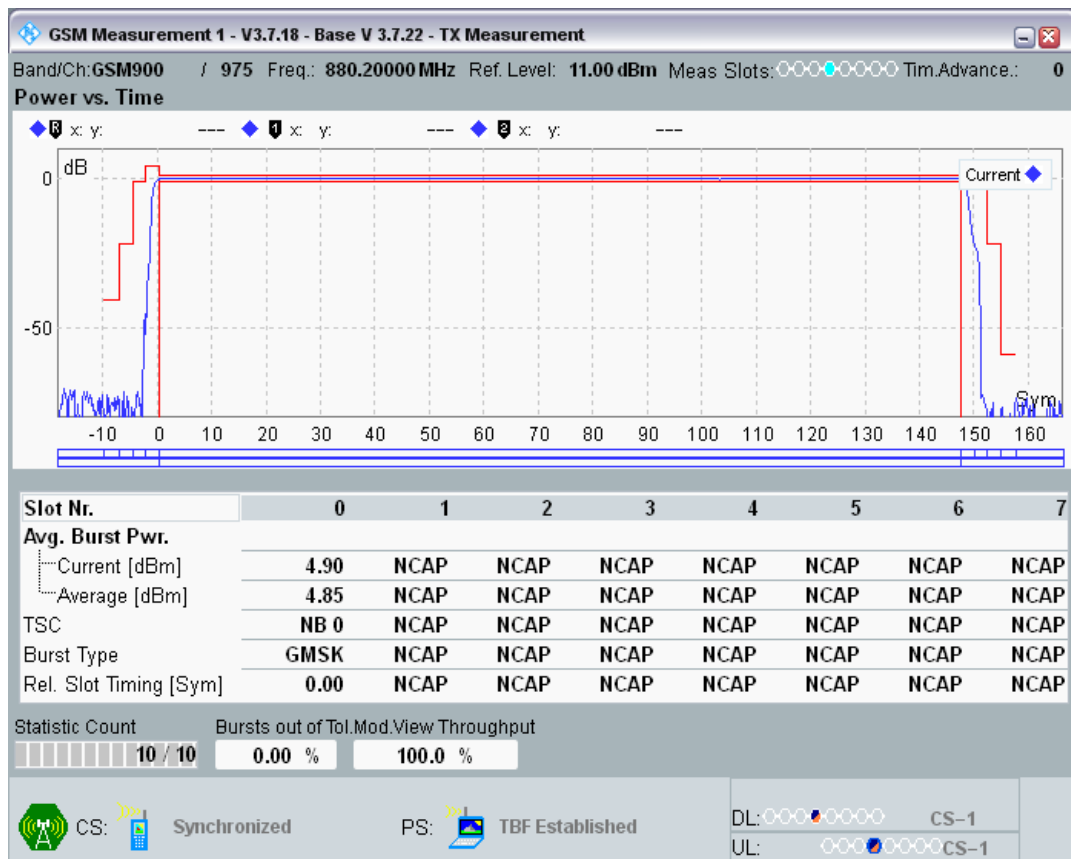 GSM Measurement 1 - V3.7.18 - Base V 3.7.22 - TX Measurement
Band/Ch:GSM900 / 975 Freq.: 880.20000 MHz Ref. Level: 11.00 dBm Meas Slots: Tim.Advance.: 0
Power vs. Time
R x: y: --- 1 x: y: --- 2 x: y: ---
dB
0
Current
-50
Sym
-10 0 10 20 30 40 50 60 70 80 90 100 110 120 130 140 150 160
Slot Nr. 0 1 2 3 4 5 6 7
Avg. Burst Pwr.
Current [dBm] 4.90 NCAP NCAP NCAP NCAP NCAP NCAP NCAP
Average [dBm] 4.85 NCAP NCAP NCAP NCAP NCAP NCAP NCAP
TSC NB 0 NCAP NCAP NCAP NCAP NCAP NCAP NCAP
Burst Type GMSK NCAP NCAP NCAP NCAP NCAP NCAP NCAP
Rel. Slot Timing [Sym] 0.00 NCAP NCAP NCAP NCAP NCAP NCAP NCAP
Statistic Count Bursts out of Tol.Mod.View Throughput
10 / 10 0.00 % 100.0 %
CS: Synchronized PS: TBF Established
DL: CS-1
UL: CS-1